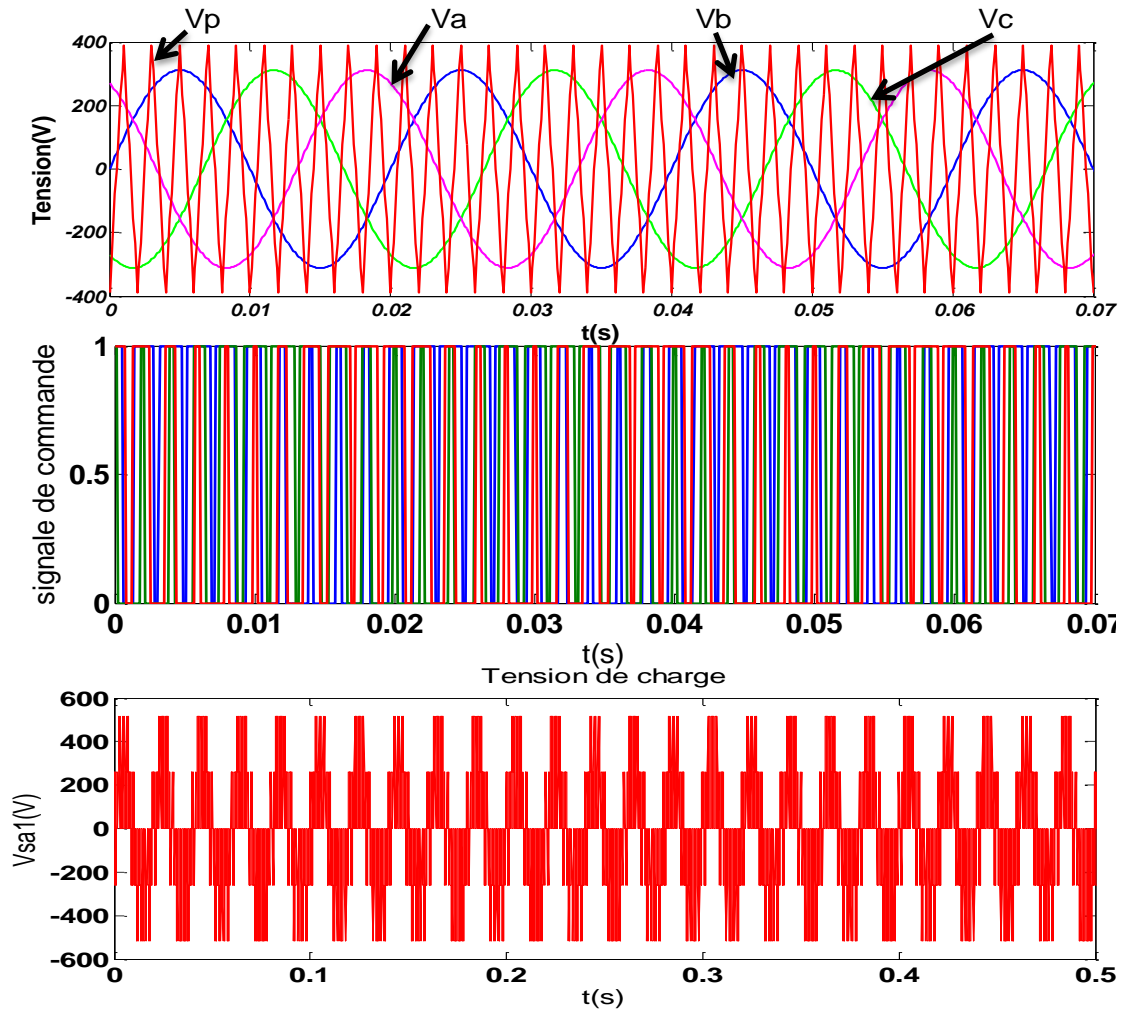 Vp Va Vb Vc
400
200
0
-200
-400
Tension(V)
0 0.01 0.02 0.03 0.04 0.05 0.06 0.07
t(s)
1
0.5
0
signale de commande
0 0.01 0.02 0.03 0.04 0.05 0.06 0.07
t(s)
Tension de charge
600
400
200
0
-200
-400
-600
Vsa1(V)
0 0.1 0.2 0.3 0.4 0.5
t(s)